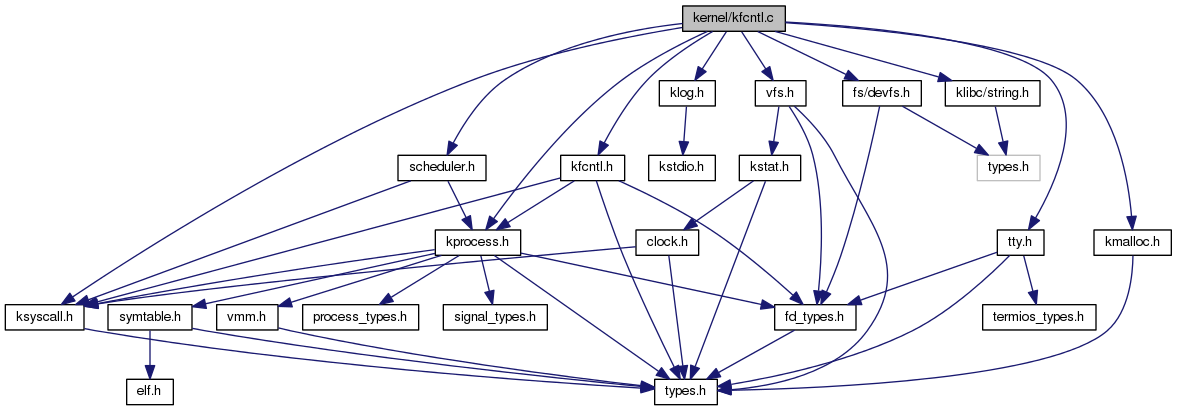 kernel/kfcntl.c
klog.h
vfs.h
fs/devfs.h
klibc/string.h
scheduler.h
kfcntl.h
kstdio.h
kstat.h
types.h
kprocess.h
clock.h
tty.h
kmalloc.h
ksyscall.h
symtable.h
vmm.h
process_types.h
signal_types.h
fd_types.h
termios_types.h
elf.h
types.h